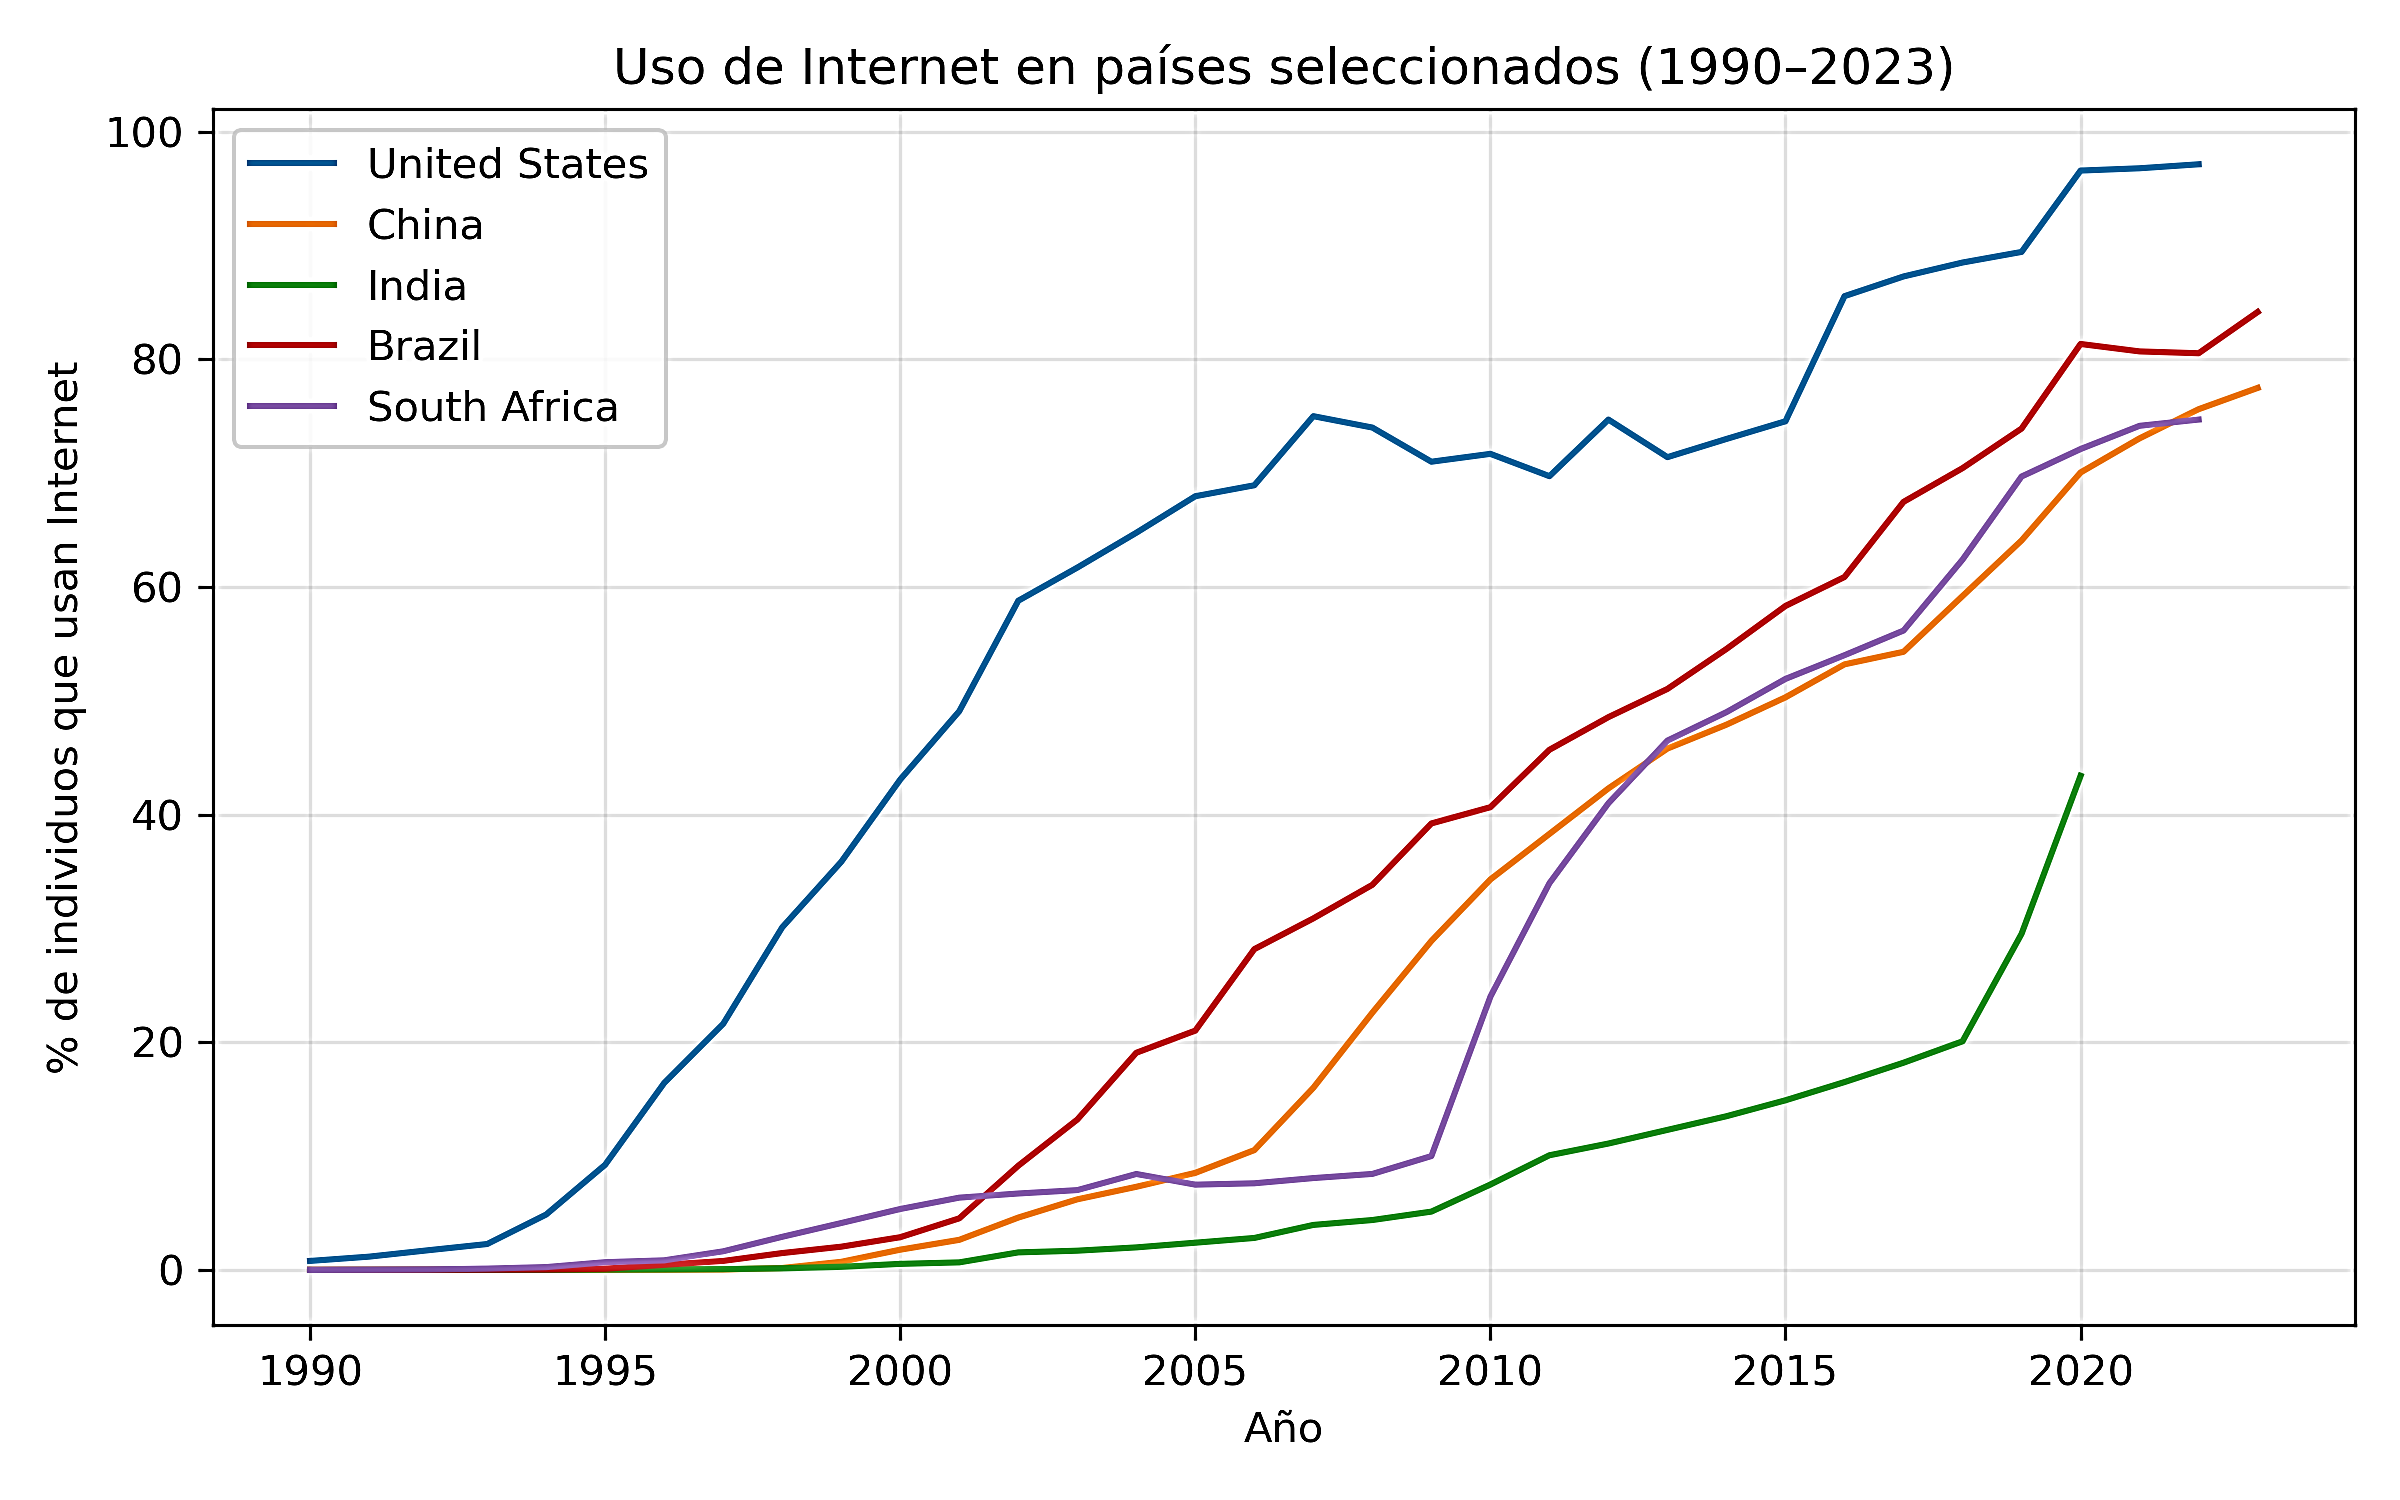 Uso de Internet en países seleccionados (1990–2023)
United States
China
India
Brazil
South Africa
% de individuos que usan Internet
100
80
60
40
20
0
1990 1995 2000 2005 2010 2015 2020
Año